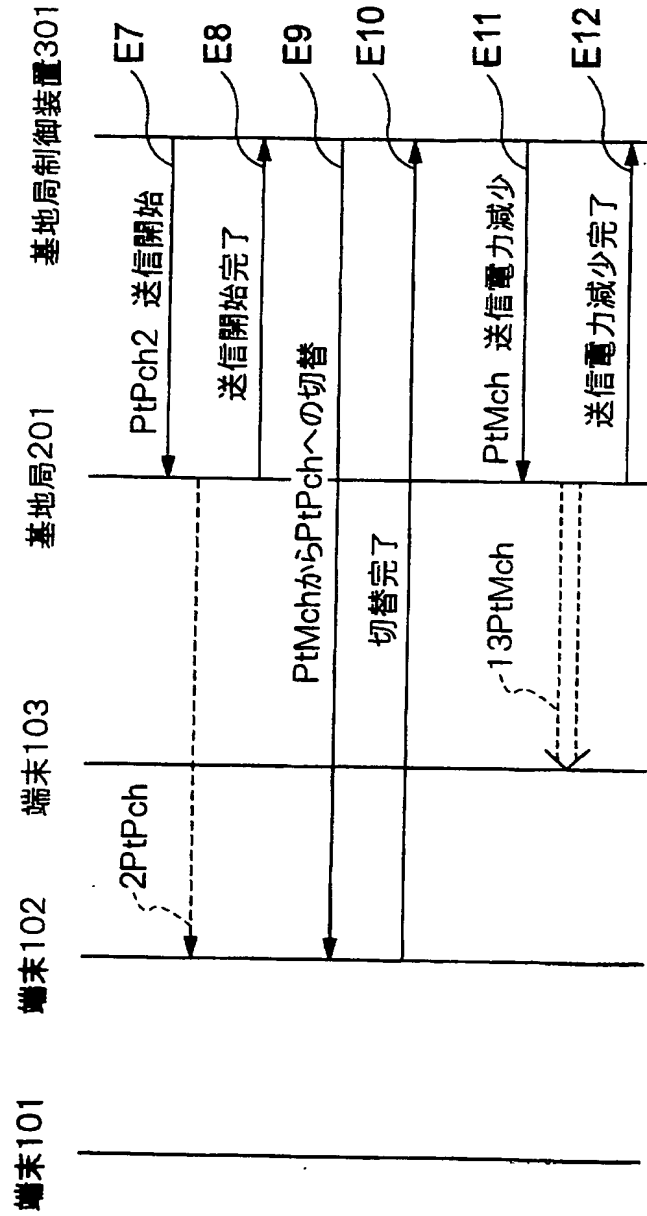 端末101
端末102
端末103
基地局201
基地局制御装置301
PtPch2 送信開始
E7
2PtPch
送信開始完了
E8
PtMchからPtPchへの切替
E9
切替完了
E10
PtMch 送信電力減少
E11
13PtMch
送信電力減少完了
E12